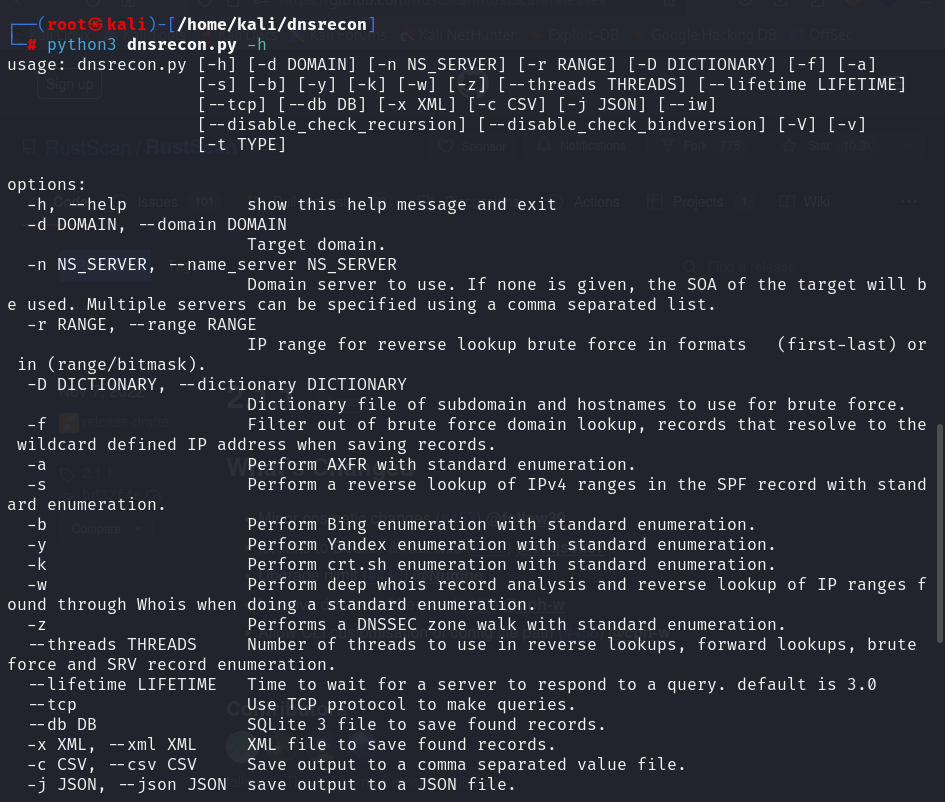 ┌──(root㉿kali)-[/home/kali/dnsrecon]
└─# python3 dnsrecon.py -h
usage: dnsrecon.py [-h] [-d DOMAIN] [-n NS_SERVER] [-r RANGE] [-D DICTIONARY] [-f] [-a]
                   [-s] [-b] [-y] [-k] [-w] [-z] [--threads THREADS] [--lifetime LIFETIME]
                   [--tcp] [--db DB] [-x XML] [-c CSV] [-j JSON] [--iw]
                   [--disable_check_recursion] [--disable_check_bindversion] [-V] [-v]
                   [-t TYPE]

options:
  -h, --help            show this help message and exit
  -d DOMAIN, --domain DOMAIN
                        Target domain.
  -n NS_SERVER, --name_server NS_SERVER
                        Domain server to use. If none is given, the SOA of the target will b
e used. Multiple servers can be specified using a comma separated list.
  -r RANGE, --range RANGE
                        IP range for reverse lookup brute force in formats   (first-last) or
 in (range/bitmask).
  -D DICTIONARY, --dictionary DICTIONARY
                        Dictionary file of subdomain and hostnames to use for brute force.
  -f                    Filter out of brute force domain lookup, records that resolve to the
 wildcard defined IP address when saving records.
  -a                    Perform AXFR with standard enumeration.
  -s                    Perform a reverse lookup of IPv4 ranges in the SPF record with stand
ard enumeration.
  -b                    Perform Bing enumeration with standard enumeration.
  -y                    Perform Yandex enumeration with standard enumeration.
  -k                    Perform crt.sh enumeration with standard enumeration.
  -w                    Perform deep whois record analysis and reverse lookup of IP ranges f
ound through Whois when doing a standard enumeration.
  -z                    Performs a DNSSEC zone walk with standard enumeration.
  --threads THREADS     Number of threads to use in reverse lookups, forward lookups, brute
force and SRV record enumeration.
  --lifetime LIFETIME   Time to wait for a server to respond to a query. default is 3.0
  --tcp                 Use TCP protocol to make queries.
  --db DB               SQLite 3 file to save found records.
  -x XML, --xml XML     XML file to save found records.
  -c CSV, --csv CSV     Save output to a comma separated value file.
  -j JSON, --json JSON  save output to a JSON file.